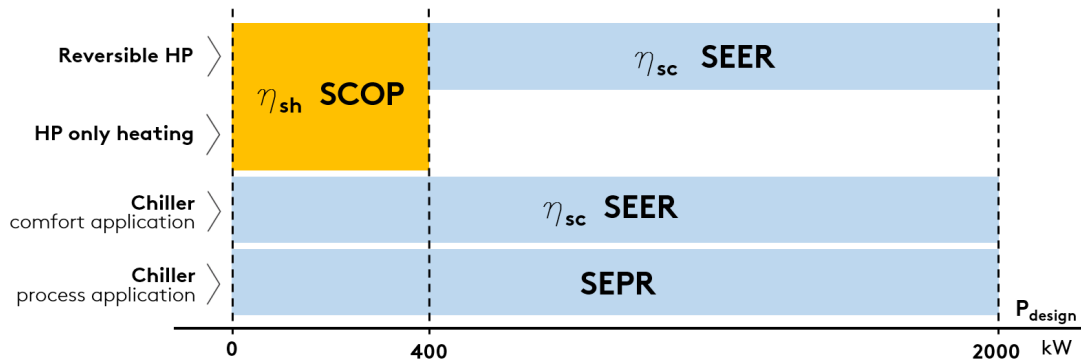 Reversible HP
ηsc SEER
ηsh SCOP
HP only heating
Chiller
comfort application
ηsc SEER
Chiller
process application
SEPR
Pdesign
0 400 2000 kW